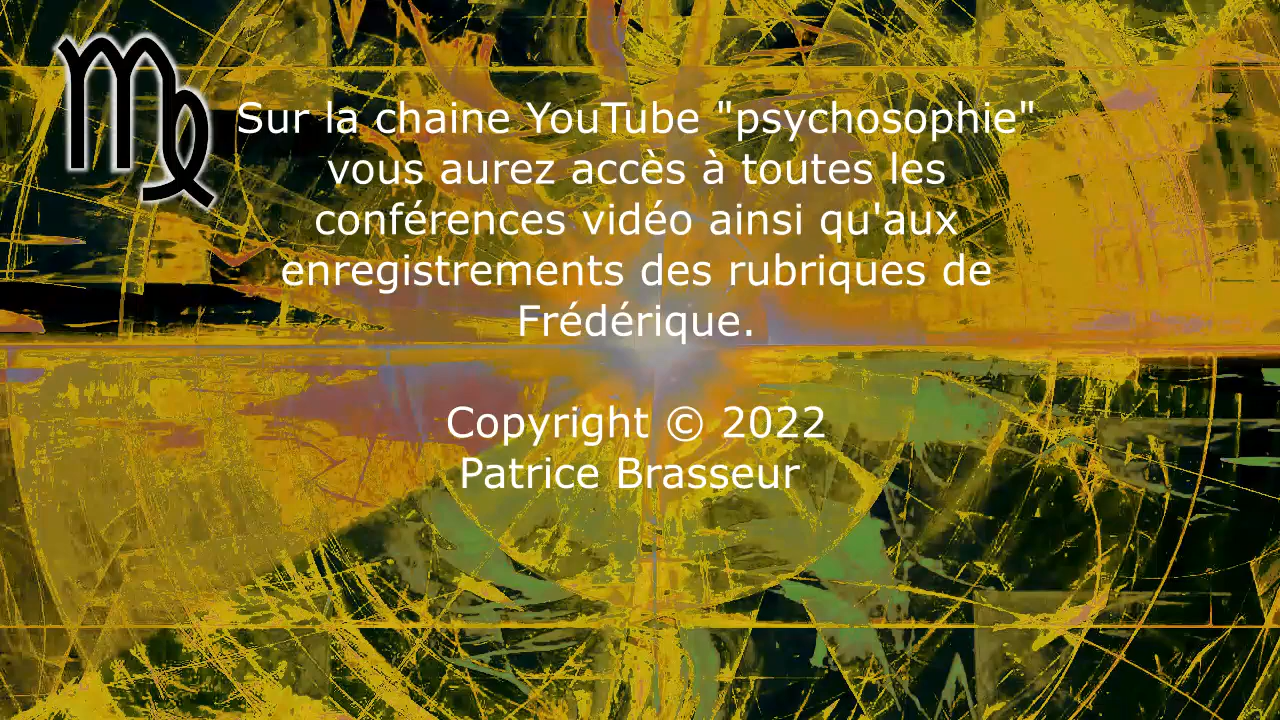 Sur la chaine YouTube "psychosophie"
vous aurez accès à toutes les
conférences vidéo ainsi qu'aux
enregistrements des rubriques de
Frédérique.
Copyright © 2022
Patrice Brasseur